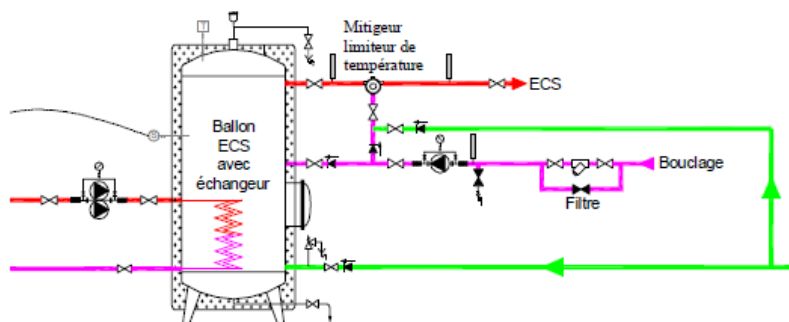 T
Mitigeur
limiteur de
température
ECS
S
Ballon
ECS
avec
échangeur
Bouclage
Filtre